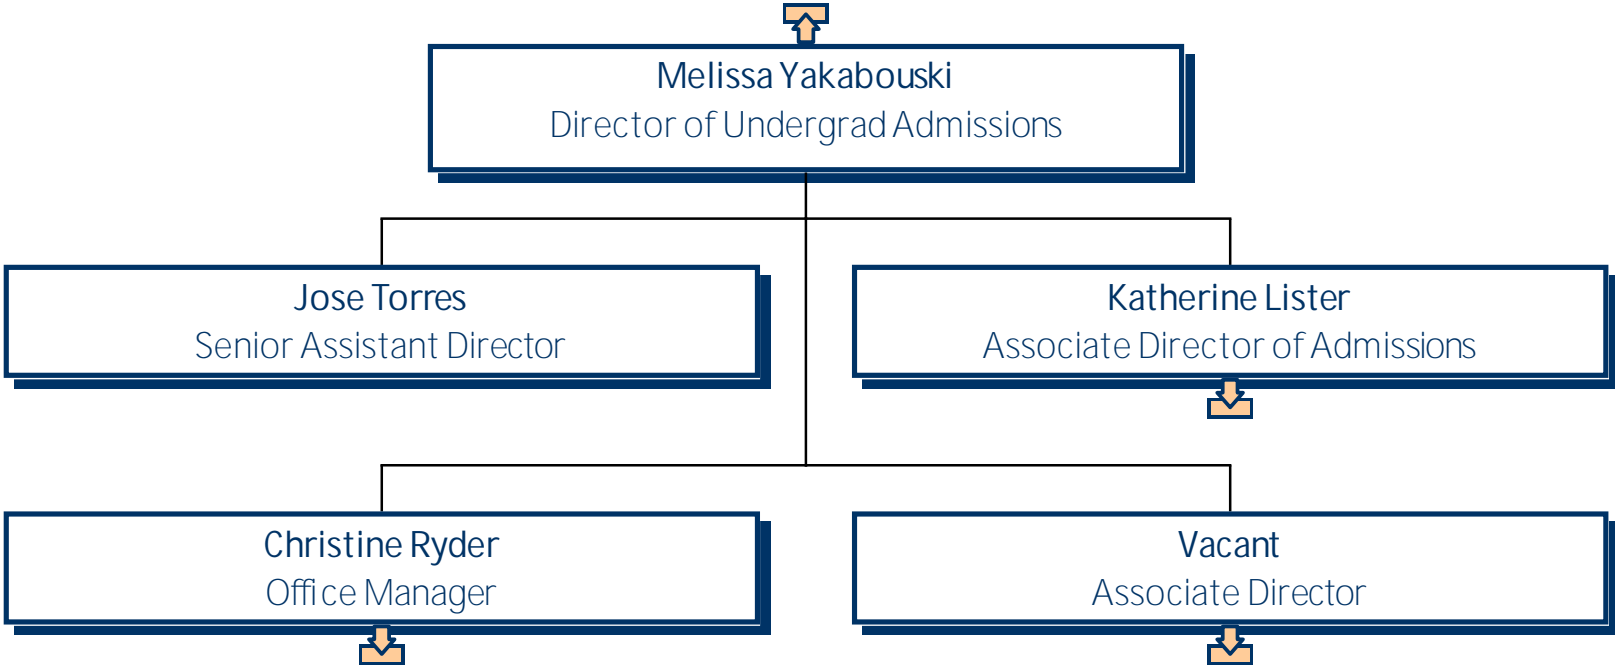 Melissa Yakabouski
Director of Undergrad Admissions
Jose Torres
Senior Assistant Director
Katherine Lister
Associate Director of Admissions
Christine Ryder
Office Manager
Vacant
Associate Director